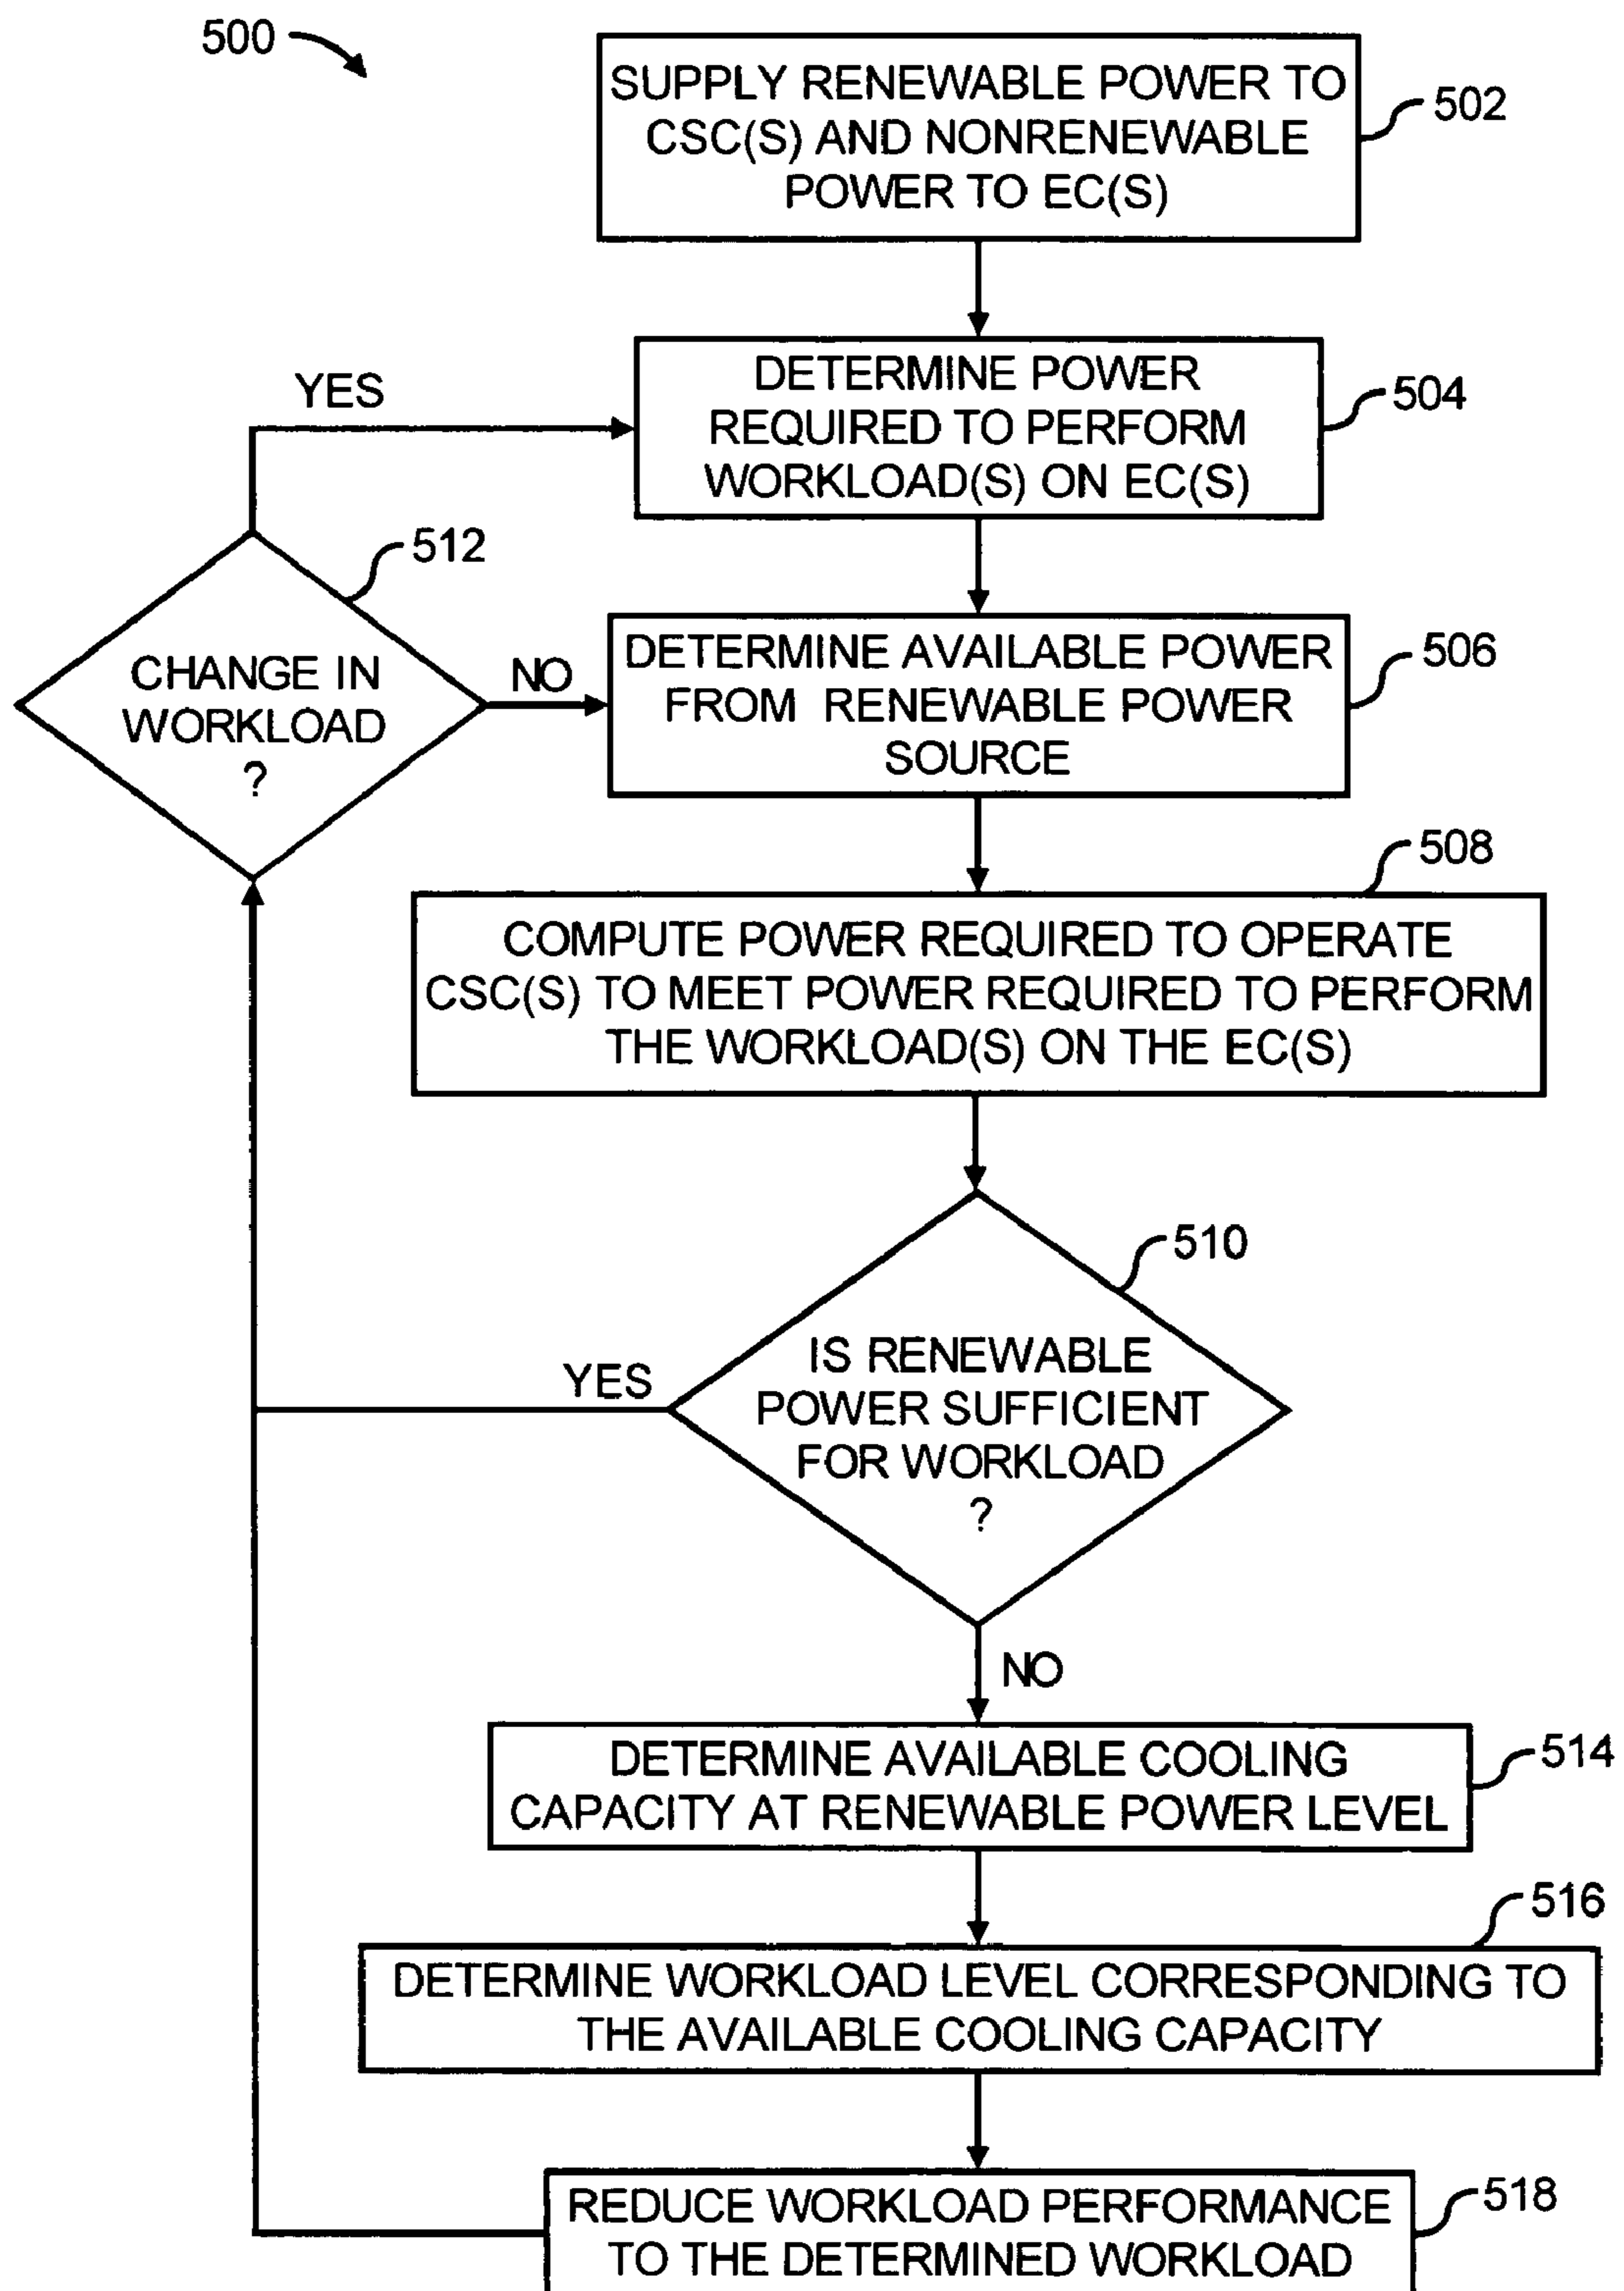 500
SUPPLY RENEWABLE POWER TO
CSC(S) AND NONRENEWABLE
POWER TO EC(S)
502
YES
DETERMINE POWER
REQUIRED TO PERFORM
WORKLOAD(S) ON EC(S)
504
512
CHANGE IN
WORKLOAD
?
NO
DETERMINE AVAILABLE POWER
FROM RENEWABLE POWER
SOURCE
506
508
COMPUTE POWER REQUIRED TO OPERATE
CSC(S) TO MEET POWER REQUIRED TO PERFORM
THE WORKLOAD(S) ON THE EC(S)
510
IS RENEWABLE
POWER SUFFICIENT
FOR WORKLOAD
?
YES
NO
DETERMINE AVAILABLE COOLING
CAPACITY AT RENEWABLE POWER LEVEL
514
516
DETERMINE WORKLOAD LEVEL CORRESPONDING TO
THE AVAILABLE COOLING CAPACITY
REDUCE WORKLOAD PERFORMANCE
TO THE DETERMINED WORKLOAD
518